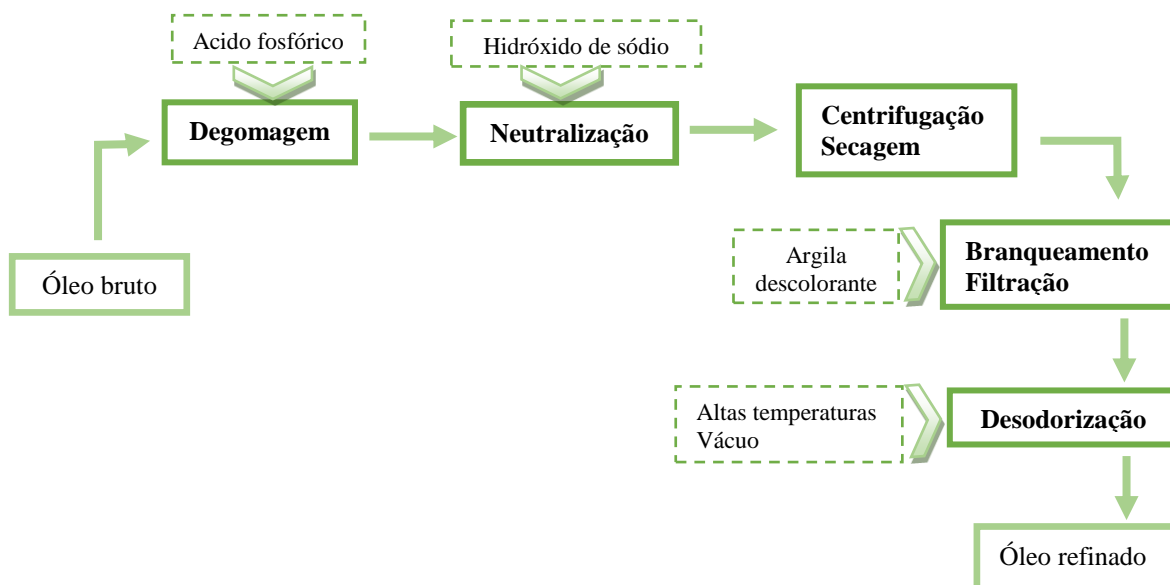 Acido fosfórico
Hidróxido de sódio
Degomagem
Neutralização
Centrifugação
Secagem
Óleo bruto
Argila
descolorante
Branqueamento
Filtração
Altas temperaturas
Vácuo
Desodorização
Óleo refinado